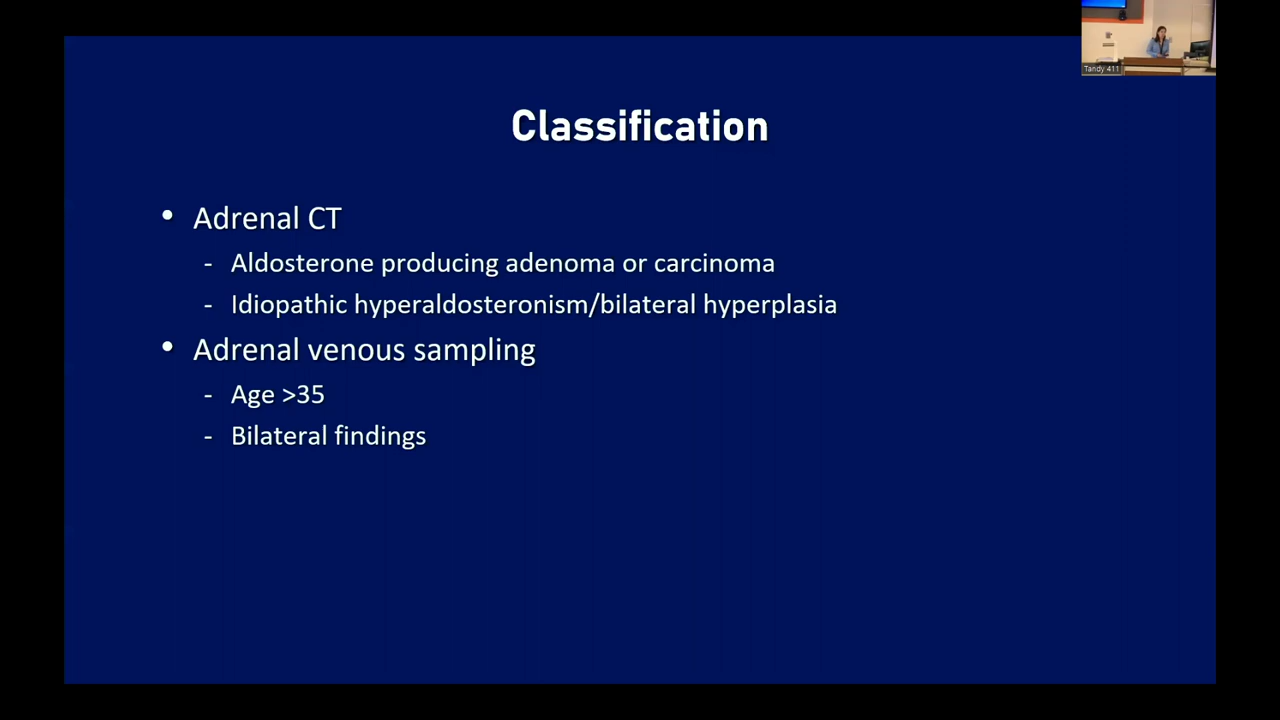 Tandy 411
Classification
• Adrenal CT
- Aldosterone producing adenoma or carcinoma
- Idiopathic hyperaldosteronism/bilateral hyperplasia
• Adrenal venous sampling
- Age >35
- Bilateral findings